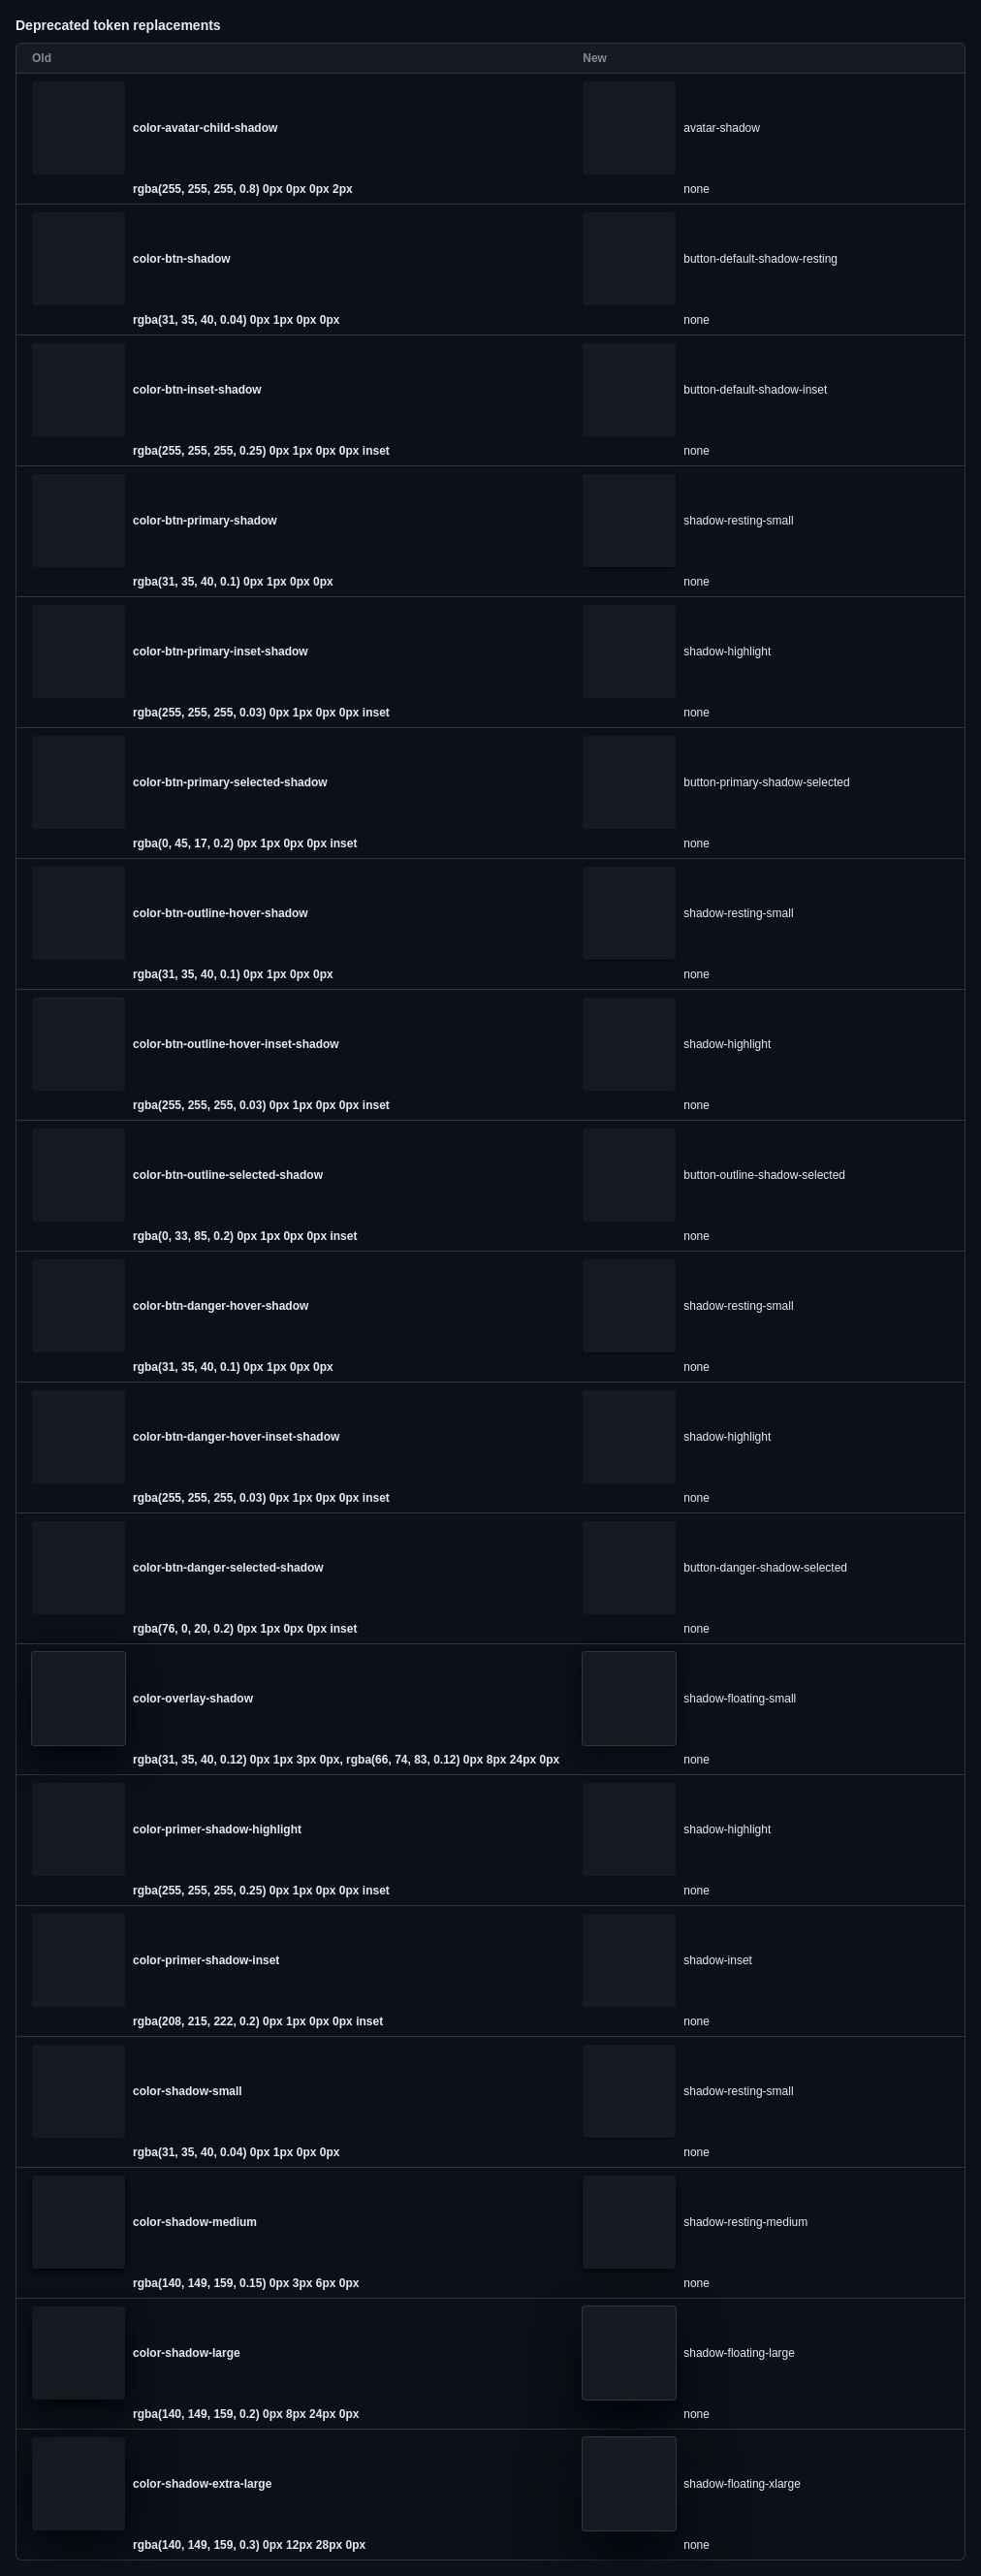 Deprecated token replacements
Old New
color-avatar-child-shadow avatar-shadow
rgba(255, 255, 255, 0.8) 0px 0px 0px 2px none
color-btn-shadow button-default-shadow-resting
rgba(31, 35, 40, 0.04) 0px 1px 0px 0px none
color-btn-inset-shadow button-default-shadow-inset
rgba(255, 255, 255, 0.25) 0px 1px 0px 0px inset none
color-btn-primary-shadow shadow-resting-small
rgba(31, 35, 40, 0.1) 0px 1px 0px 0px none
color-btn-primary-inset-shadow shadow-highlight
rgba(255, 255, 255, 0.03) 0px 1px 0px 0px inset none
color-btn-primary-selected-shadow button-primary-shadow-selected
rgba(0, 45, 17, 0.2) 0px 1px 0px 0px inset none
color-btn-outline-hover-shadow shadow-resting-small
rgba(31, 35, 40, 0.1) 0px 1px 0px 0px none
color-btn-outline-hover-inset-shadow shadow-highlight
rgba(255, 255, 255, 0.03) 0px 1px 0px 0px inset none
color-btn-outline-selected-shadow button-outline-shadow-selected
rgba(0, 33, 85, 0.2) 0px 1px 0px 0px inset none
color-btn-danger-hover-shadow shadow-resting-small
rgba(31, 35, 40, 0.1) 0px 1px 0px 0px none
color-btn-danger-hover-inset-shadow shadow-highlight
rgba(255, 255, 255, 0.03) 0px 1px 0px 0px inset none
color-btn-danger-selected-shadow button-danger-shadow-selected
rgba(76, 0, 20, 0.2) 0px 1px 0px 0px inset none
color-overlay-shadow shadow-floating-small
rgba(31, 35, 40, 0.12) 0px 1px 3px 0px, rgba(66, 74, 83, 0.12) 0px 8px 24px 0px none
color-primer-shadow-highlight shadow-highlight
rgba(255, 255, 255, 0.25) 0px 1px 0px 0px inset none
color-primer-shadow-inset shadow-inset
rgba(208, 215, 222, 0.2) 0px 1px 0px 0px inset none
color-shadow-small shadow-resting-small
rgba(31, 35, 40, 0.04) 0px 1px 0px 0px none
color-shadow-medium shadow-resting-medium
rgba(140, 149, 159, 0.15) 0px 3px 6px 0px none
color-shadow-large shadow-floating-large
rgba(140, 149, 159, 0.2) 0px 8px 24px 0px none
color-shadow-extra-large shadow-floating-xlarge
rgba(140, 149, 159, 0.3) 0px 12px 28px 0px none